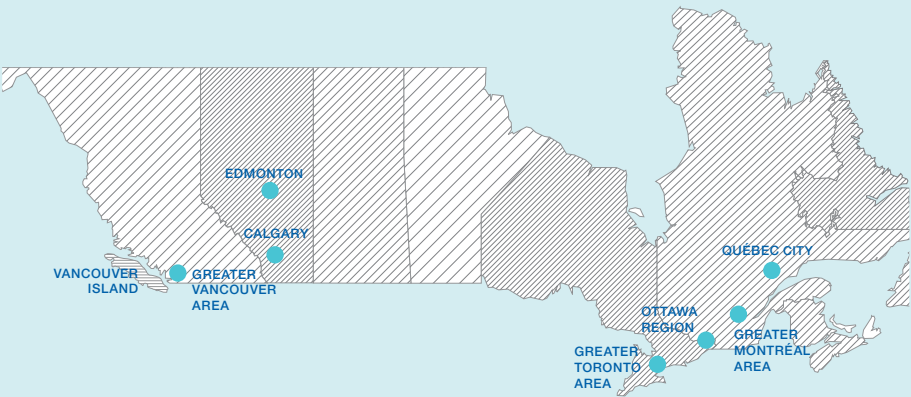 EDMONTON
CALGARY
VANCOUVER
ISLAND
GREATER
VANCOUVER
AREA
QUÉBEC CITY
OTTAWA
REGION
GREATER
MONTRÉAL
AREA
GREATER
TORONTO
AREA